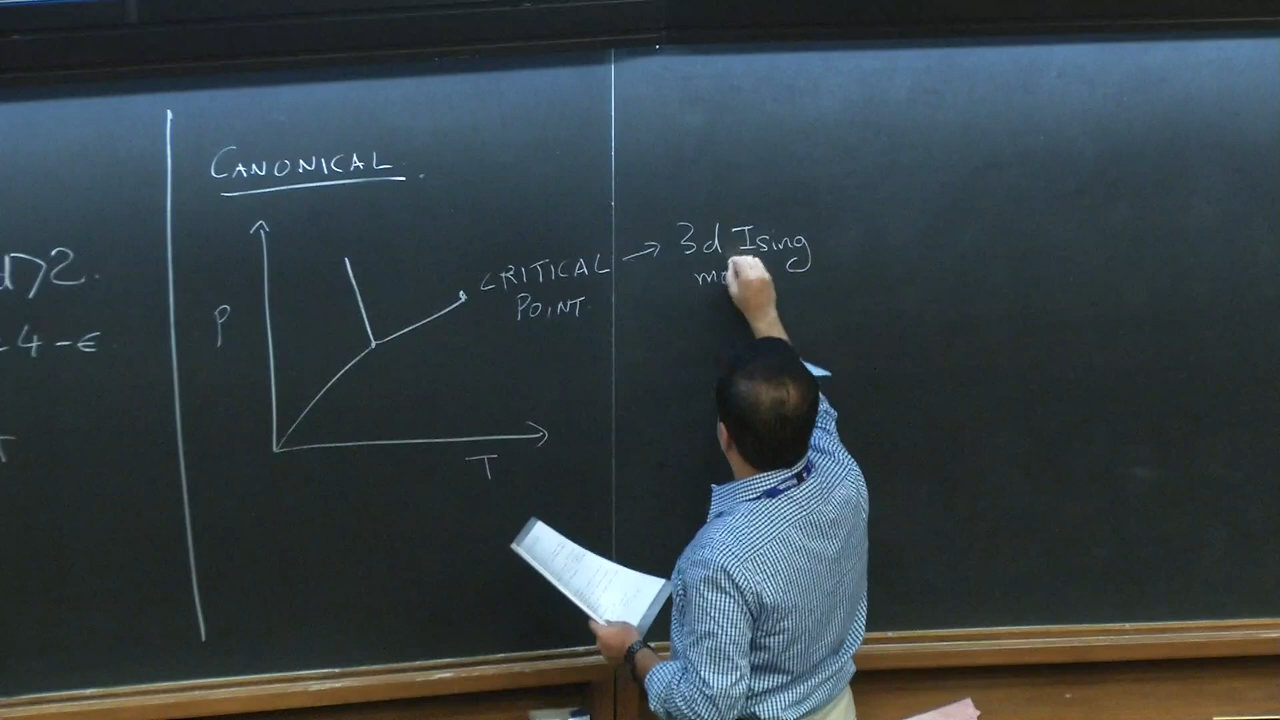 d>2.
4-ϵ
CANONICAL.
P
T
CRITICAL → 3d Ising
POINT.